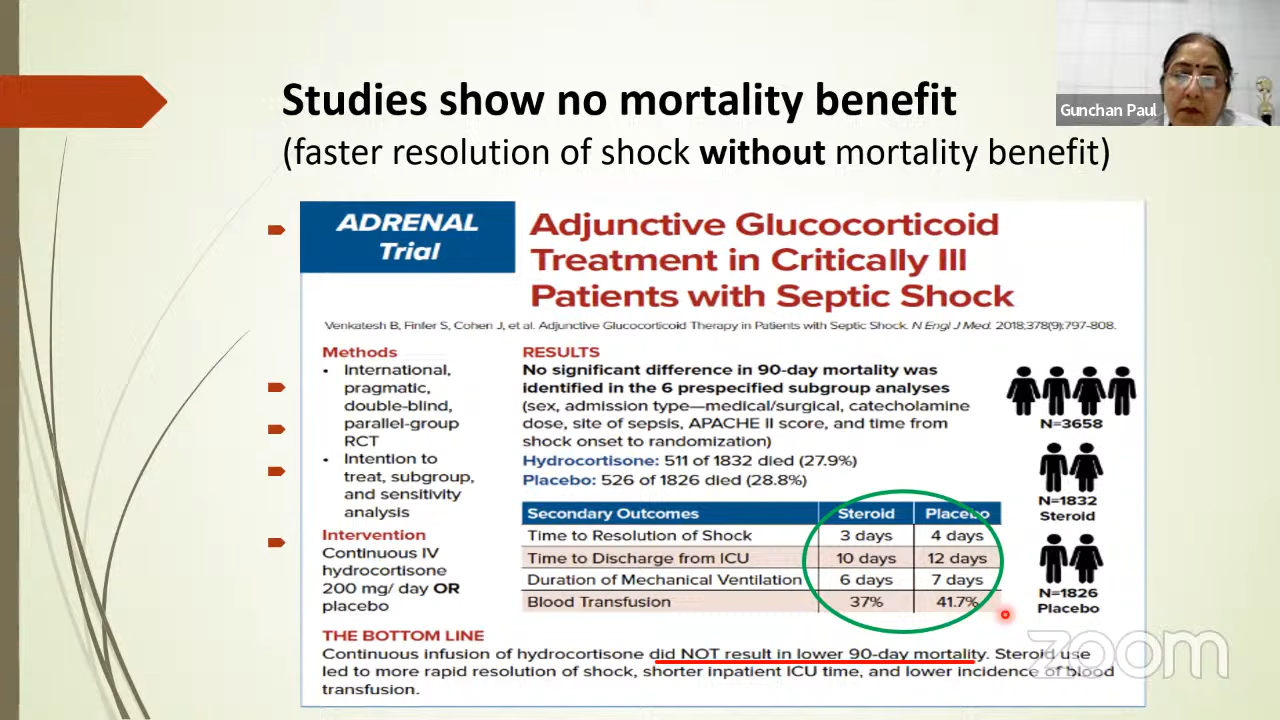 Studies show no mortality benefit
(faster resolution of shock without mortality benefit)
Gunchan Paul
ADRENAL
Trial
Adjunctive Glucocorticoid
Treatment in Critically Ill
Patients with Septic Shock
Venkatesh B, Finfer S, Cohen J, et al. Adjunctive Glucocorticoid Therapy in Patients with Septic Shock. N Engl J Med. 2018;378(9):797-808.
Methods
• International,
pragmatic,
double-blind,
parallel-group
RCT
• Intention to
treat, subgroup,
and sensitivity
analysis
Intervention
Continuous IV
hydrocortisone
200 mg/ day OR
placebo
RESULTS
No significant difference in 90-day mortality was
identified in the 6 prespecified subgroup analyses
(sex, admission type—medical/surgical, catecholamine
dose, site of sepsis, APACHE II score, and time from
shock onset to randomization)
Hydrocortisone: 511 of 1832 died (27.9%)
Placebo: 526 of 1826 died (28.8%)
Secondary Outcomes Steroid Placebo
Time to Resolution of Shock 3 days 4 days
Time to Discharge from ICU 10 days 12 days
Duration of Mechanical Ventilation 6 days 7 days
Blood Transfusion 37% 41.7%
N=3658
N=1832
Steroid
N=1826
Placebo
THE BOTTOM LINE
Continuous infusion of hydrocortisone did NOT result in lower 90-day mortality. Steroid use
led to more rapid resolution of shock, shorter inpatient ICU time, and lower incidence of blood
transfusion.
zoom